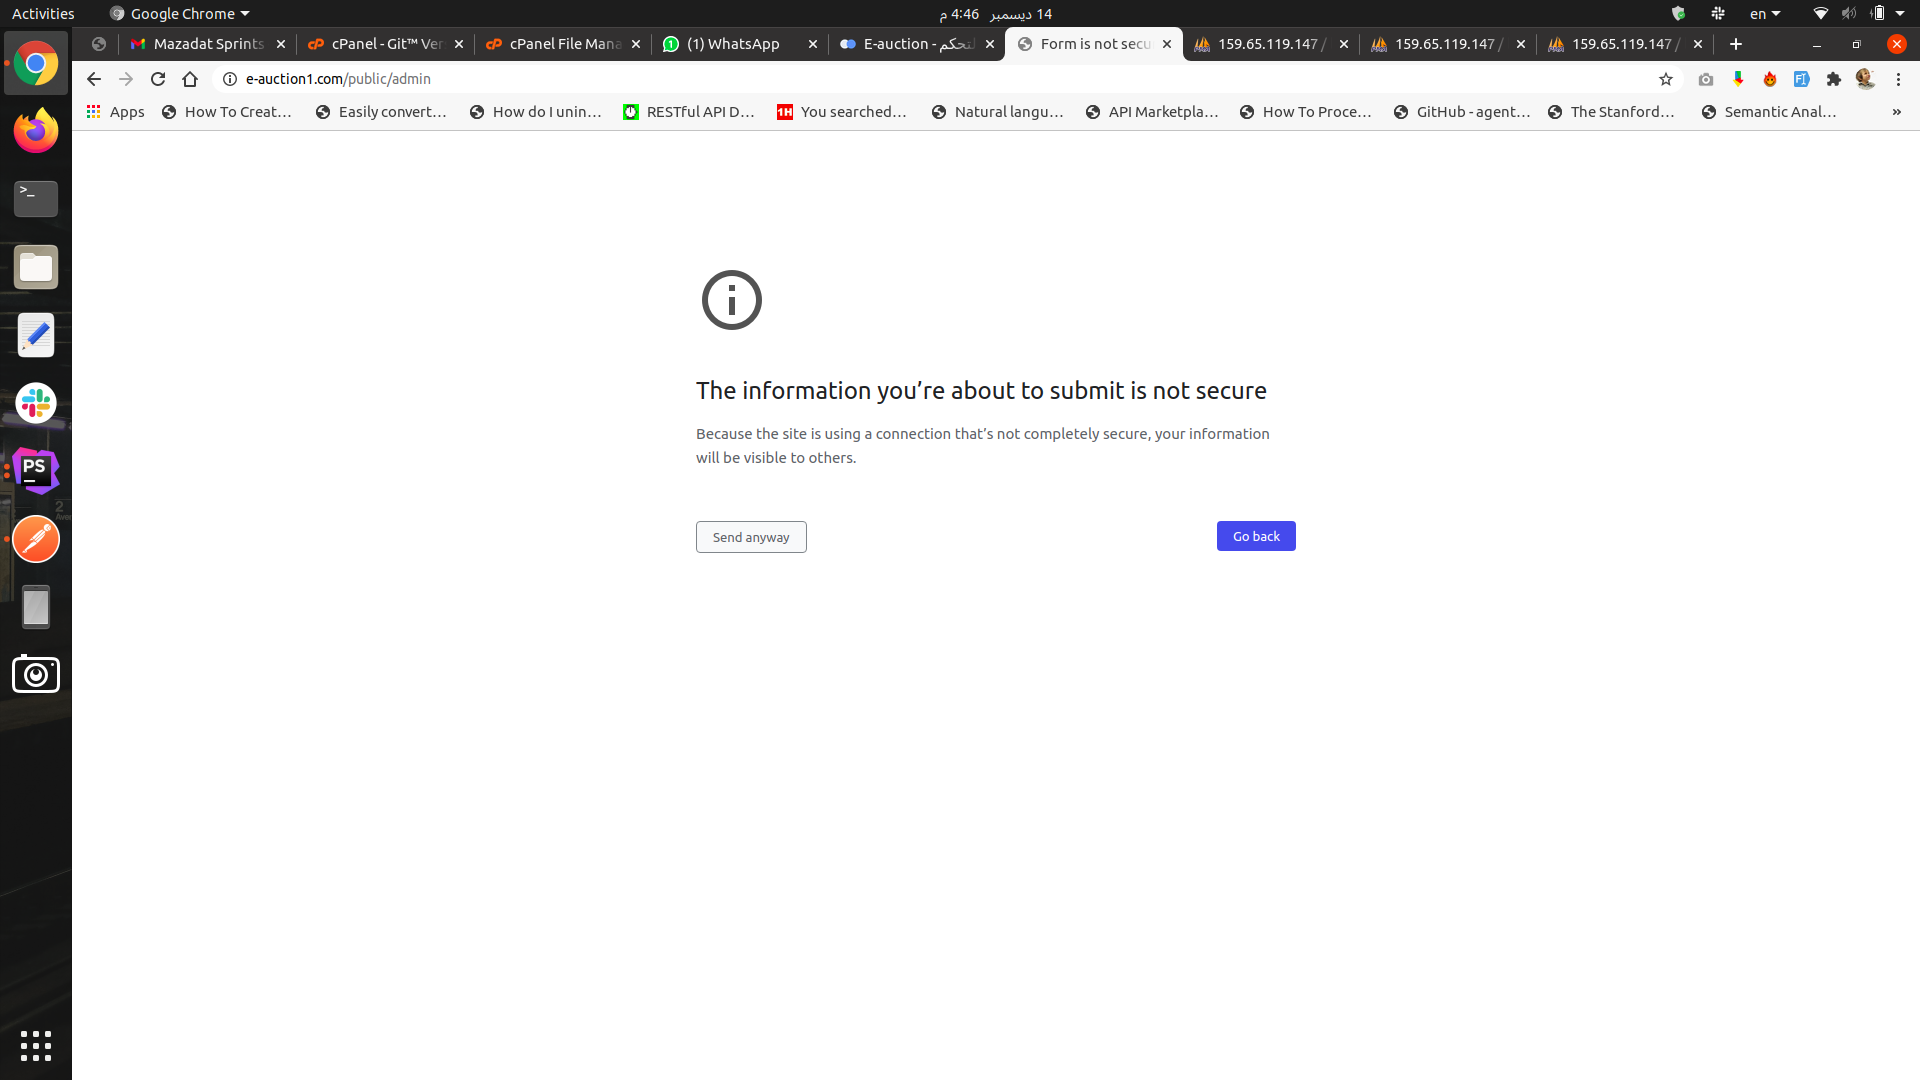 Activities
Google Chrome
14 ديسمبر 4:46 م
en
Mazadat Sprints
cPanel - Git™ Ver
cPanel File Mana
(1) WhatsApp
E-auction - التحكم
Form is not secu
159.65.119.147 /
159.65.119.147 /
159.65.119.147 /
e-auction1.com/public/admin
Apps
How To Creat…
Easily convert…
How do I unin…
RESTful API D…
You searched…
Natural langu…
API Marketpla…
How To Proce…
GitHub - agent…
The Stanford…
Semantic Anal…
»
>_
PS
The information you’re about to submit is not secure
Because the site is using a connection that’s not completely secure, your information
will be visible to others.
Send anyway
Go back